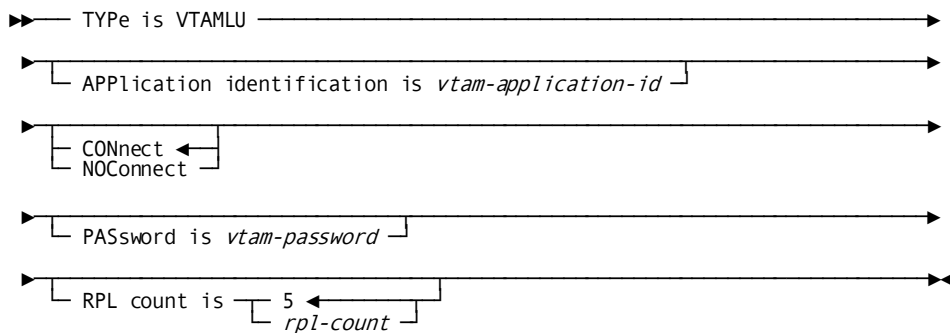 TYPe is VTAMLU
APPlication identification is vtam-application-id
CONnect
NOConnect
PASsword is vtam-password
RPL count is 5
rpl-count